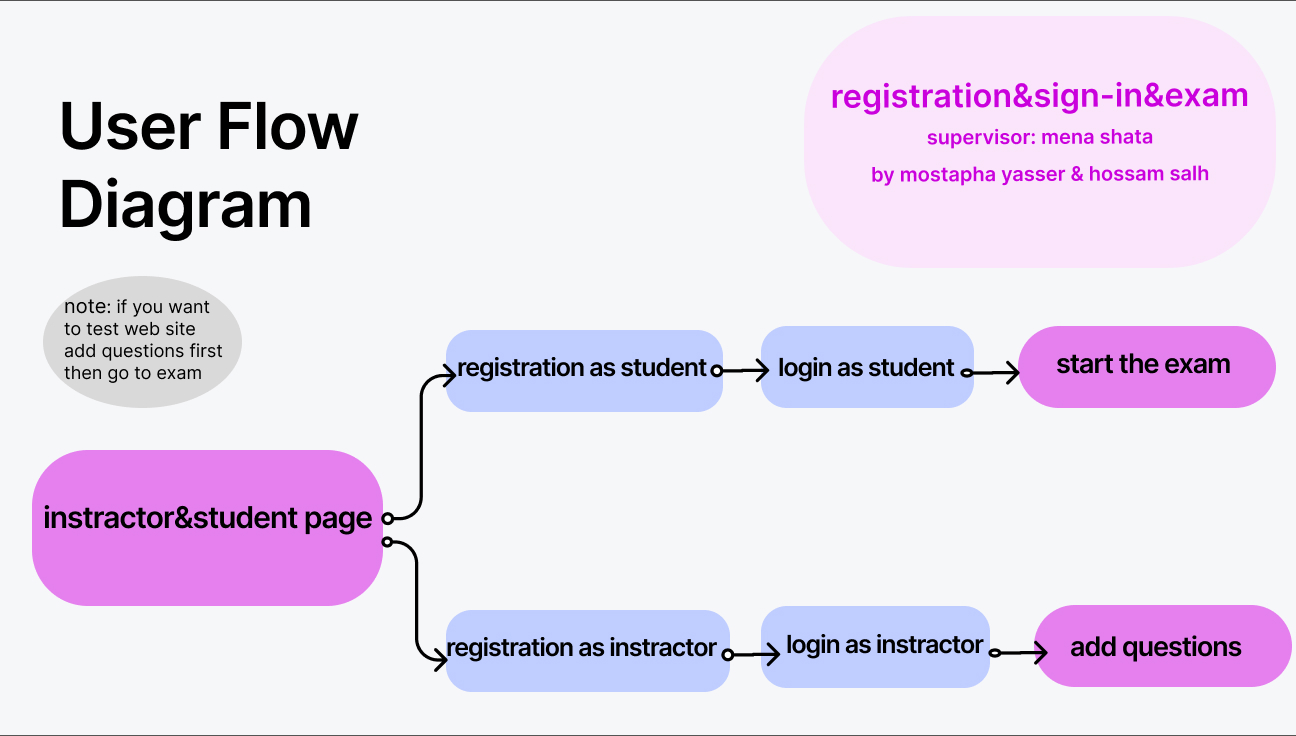 User Flow
Diagram
registration&sign-in&exam
supervisor: mena shata
by mostapha yasser & hossam salh
note: if you want
to test web site
add questions first
then go to exam
registration as student
login as student
start the exam
instractor&student page
registration as instractor
login as instractor
add questions